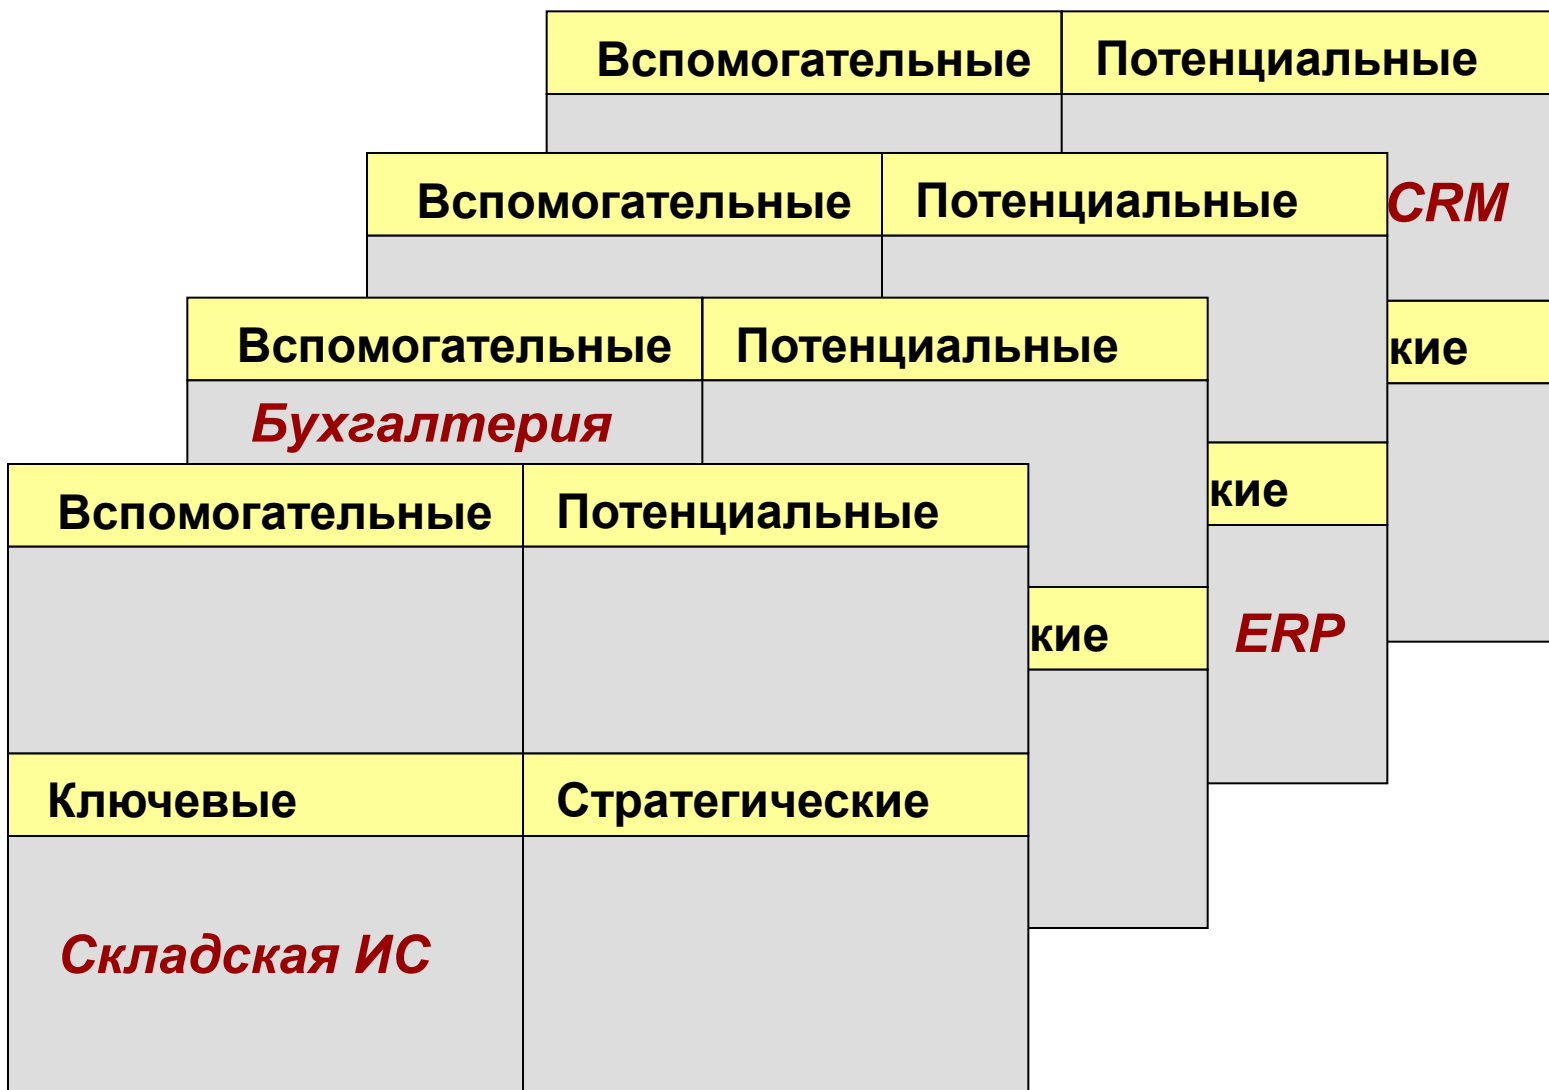 Вспомогательные Потенциальные
CRM
кие
Вспомогательные Потенциальные
кие
ERP
Вспомогательные Потенциальные
Бухгалтерия
кие
Вспомогательные Потенциальные
Ключевые Стратегические
Складская ИС